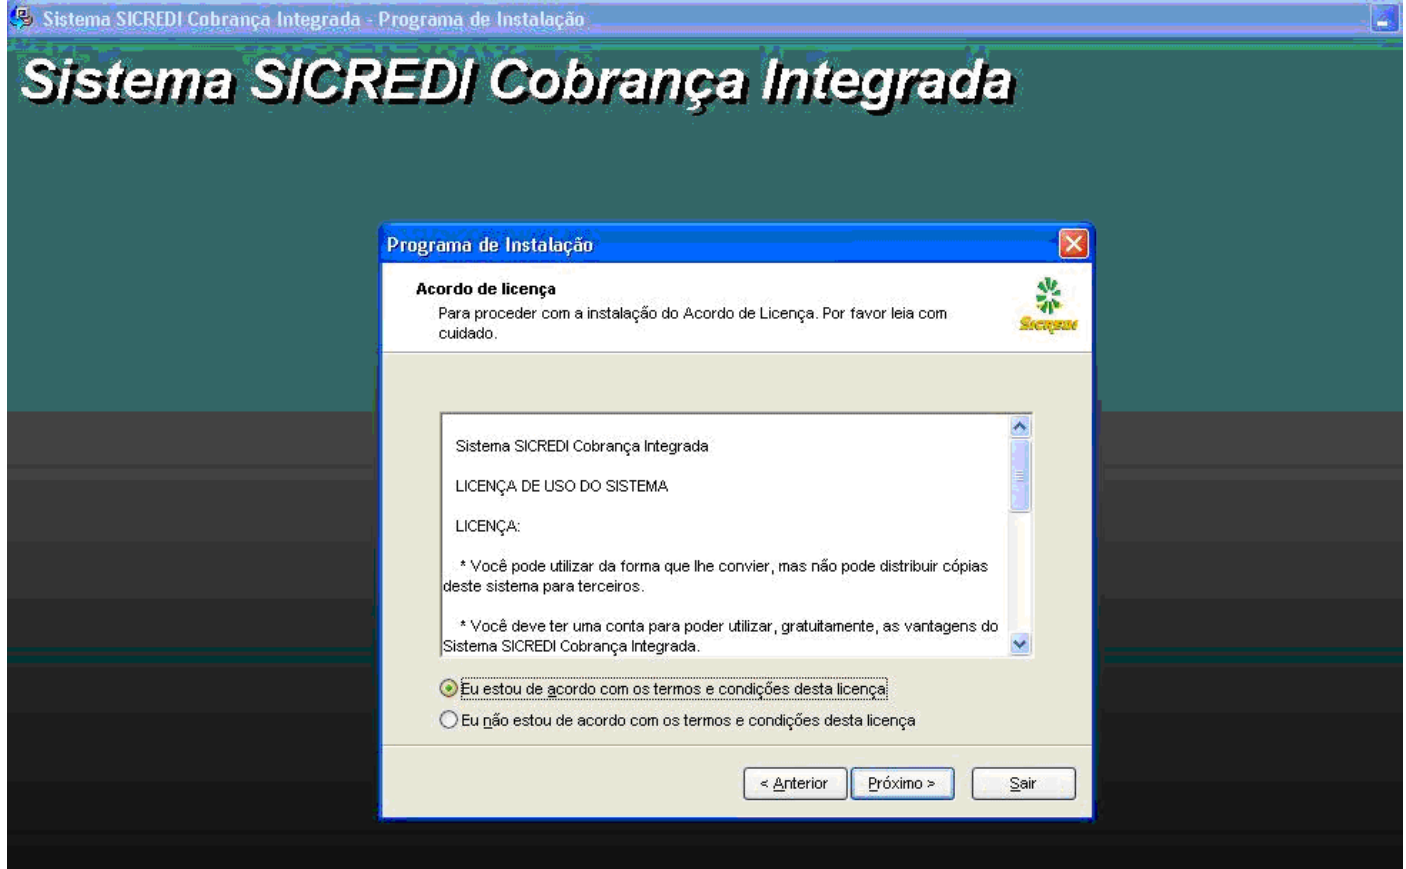 Sistema SICREDI Cobrança Integrada - Programa de Instalação
Sistema SICREDI Cobrança Integrada
Programa de Instalação
Acordo de licença
Para proceder com a instalação do Acordo de Licença. Por favor leia com
cuidado.
SICREDI
Sistema SICREDI Cobrança Integrada
LICENÇA DE USO DO SISTEMA
LICENÇA:
* Você pode utilizar da forma que lhe convier, mas não pode distribuir cópias
deste sistema para terceiros.
* Você deve ter uma conta para poder utilizar, gratuitamente, as vantagens do
Sistema SICREDI Cobrança Integrada.
Eu estou de acordo com os termos e condições desta licença
Eu não estou de acordo com os termos e condições desta licença
< Anterior
Próximo >
Sair